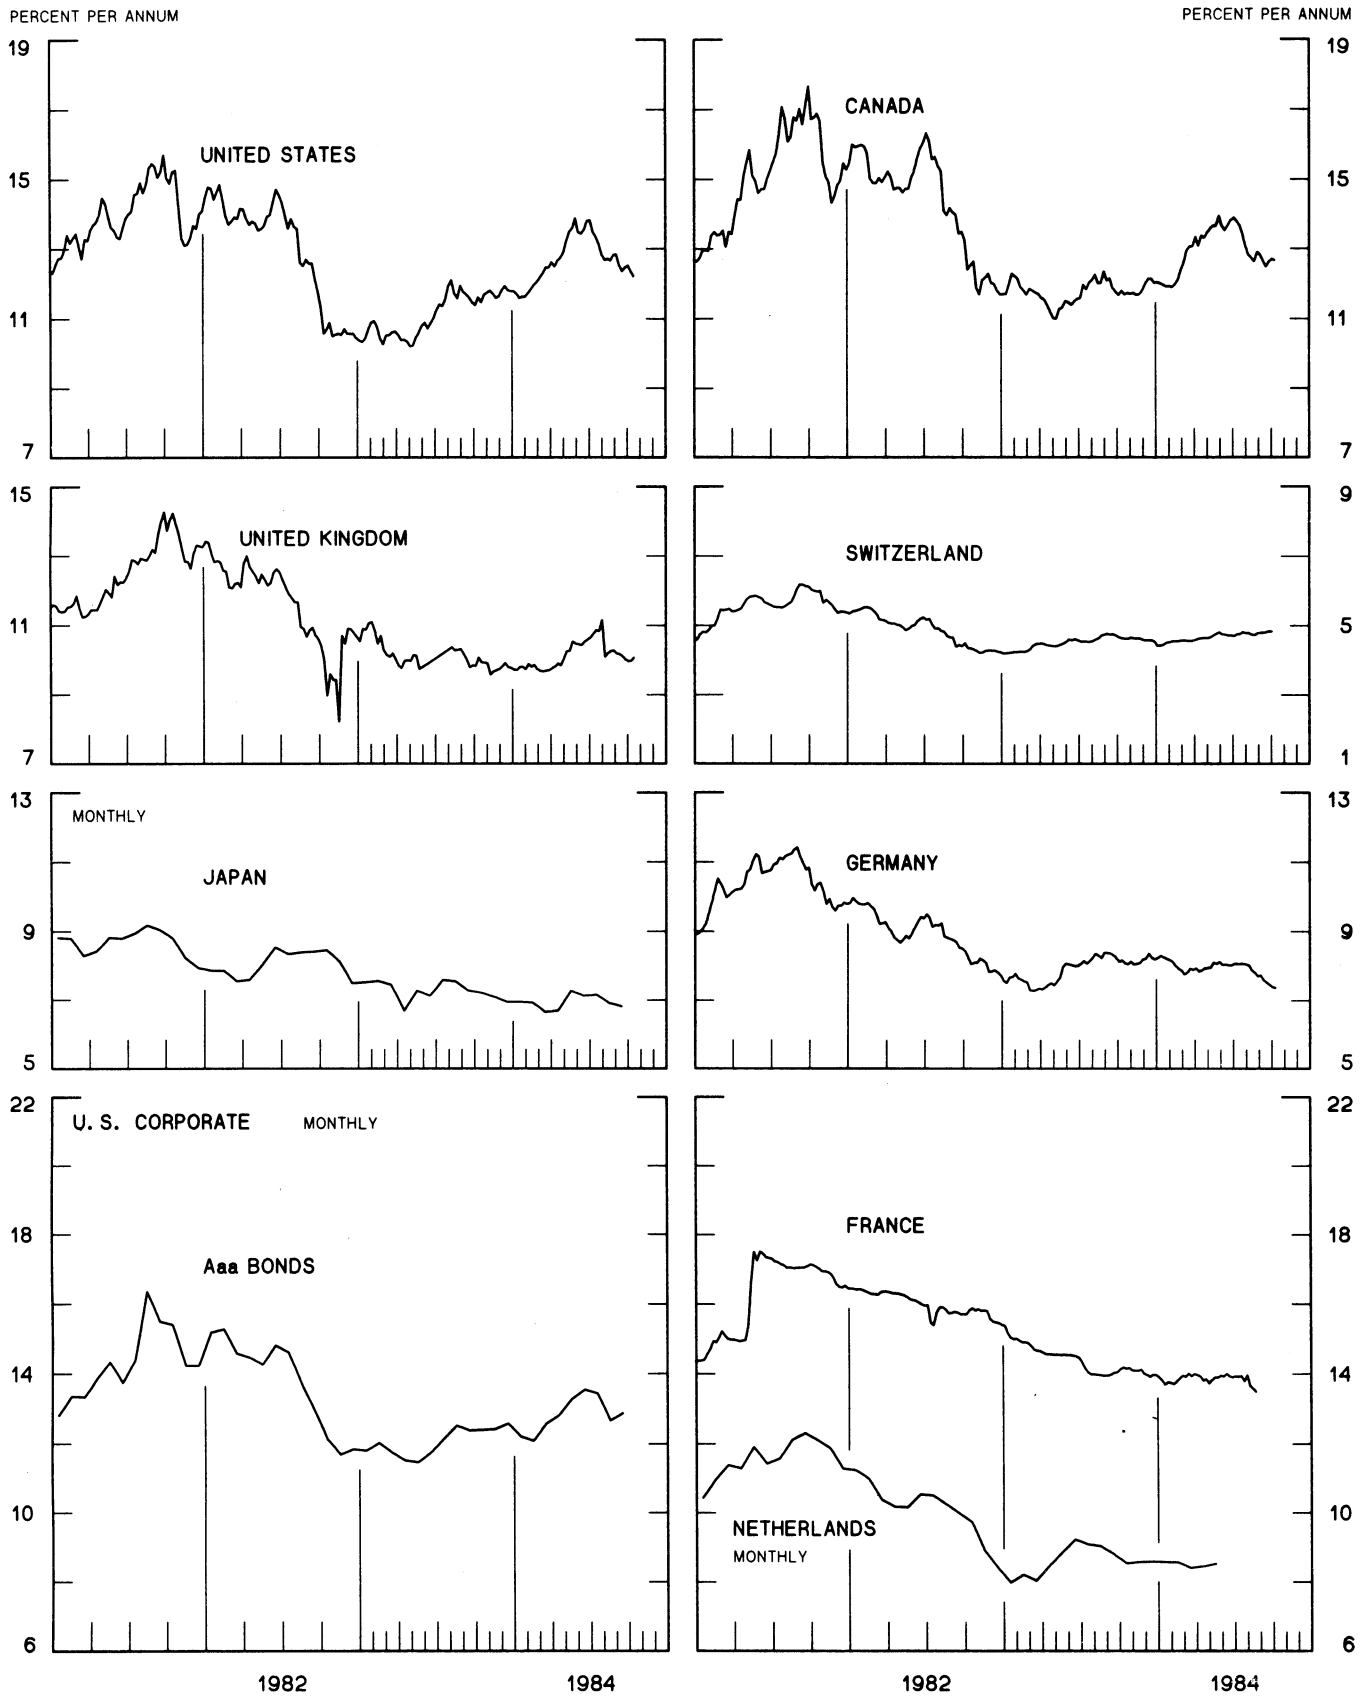 PERCENT PER ANNUM
PERCENT PER ANNUM
19
15
11
7
UNITED STATES
CANADA
19
15
11
7
15
11
7
UNITED KINGDOM
SWITZERLAND
9
5
1
13
9
5
MONTHLY
JAPAN
GERMANY
13
9
5
22
18
14
10
6
U.S. CORPORATE MONTHLY
Aaa BONDS
FRANCE
NETHERLANDS
MONTHLY
22
18
14
10
6
1982
1984
1982
1984